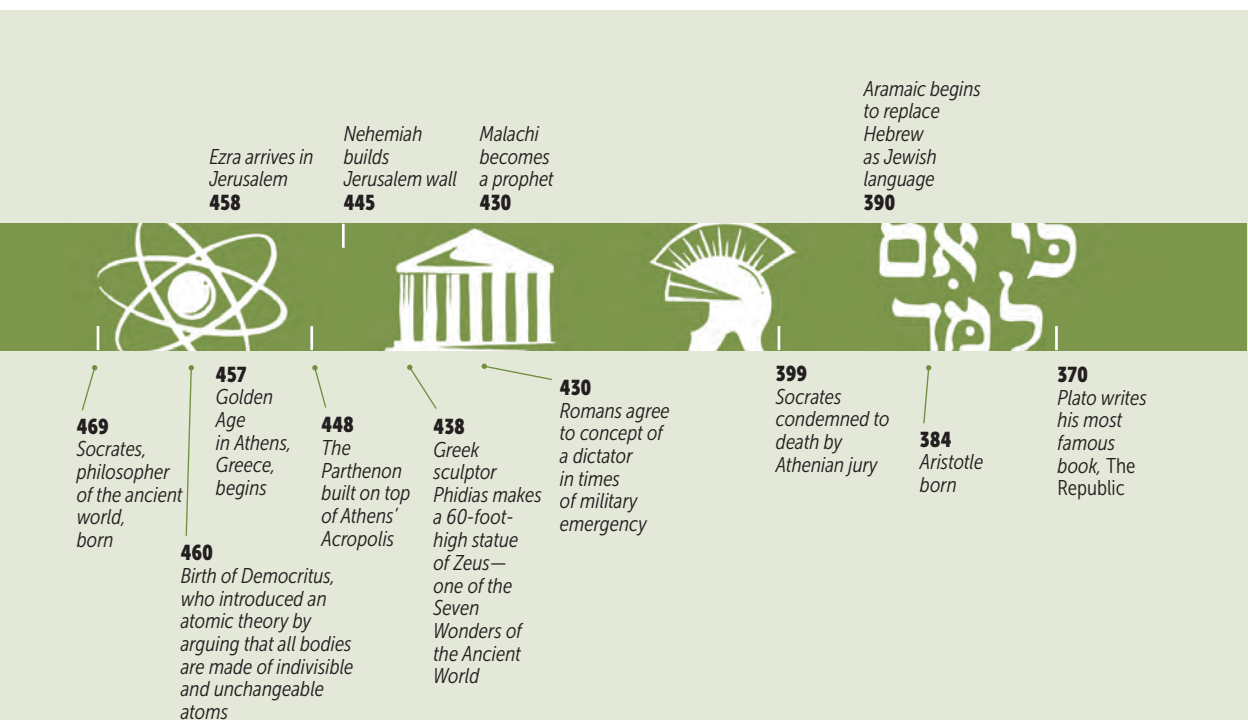 Ezra arrives in
Jerusalem
458
Nehemiah
builds
Jerusalem wall
445
Malachi
becomes
a prophet
430
Aramaic begins
to replace
Hebrew
as Jewish
language
390
כִּי אִם
469
Socrates,
philosopher
of the ancient
world,
born
460
Birth of Democritus,
who introduced an
atomic theory by
arguing that all bodies
are made of indivisible
and unchangeable
atoms
457
Golden
Age
in Athens,
Greece,
begins
448
The
Parthenon
built on top
of Athens’
Acropolis
438
Greek
sculptor
Phidias makes
a 60-foot-
high statue
of Zeus—
one of the
Seven
Wonders of
the Ancient
World
430
Romans agree
to concept of
a dictator
in times
of military
emergency
399
Socrates
condemned to
death by
Athenian jury
384
Aristotle
born
370
Plato writes
his most
famous
book, The
Republic